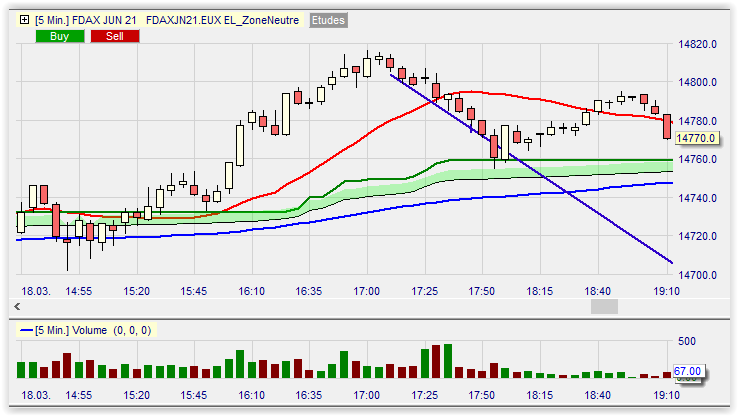 [5 Min.] FDAX JUN 21 FDAXJN21.EUX EL_ZoneNeutre Etudes
Buy Sell
14820.0
14800.0
14780.0
14770.0
14760.0
14740.0
14720.0
14700.0
18.03. 14:55 15:20 15:45 16:10 16:35 17:00 17:25 17:50 18:15 18:40 19:10
[5 Min.] Volume (0, 0, 0)
500
67.00
18.03. 14:55 15:20 15:45 16:10 16:35 17:00 17:25 17:50 18:15 18:40 19:10